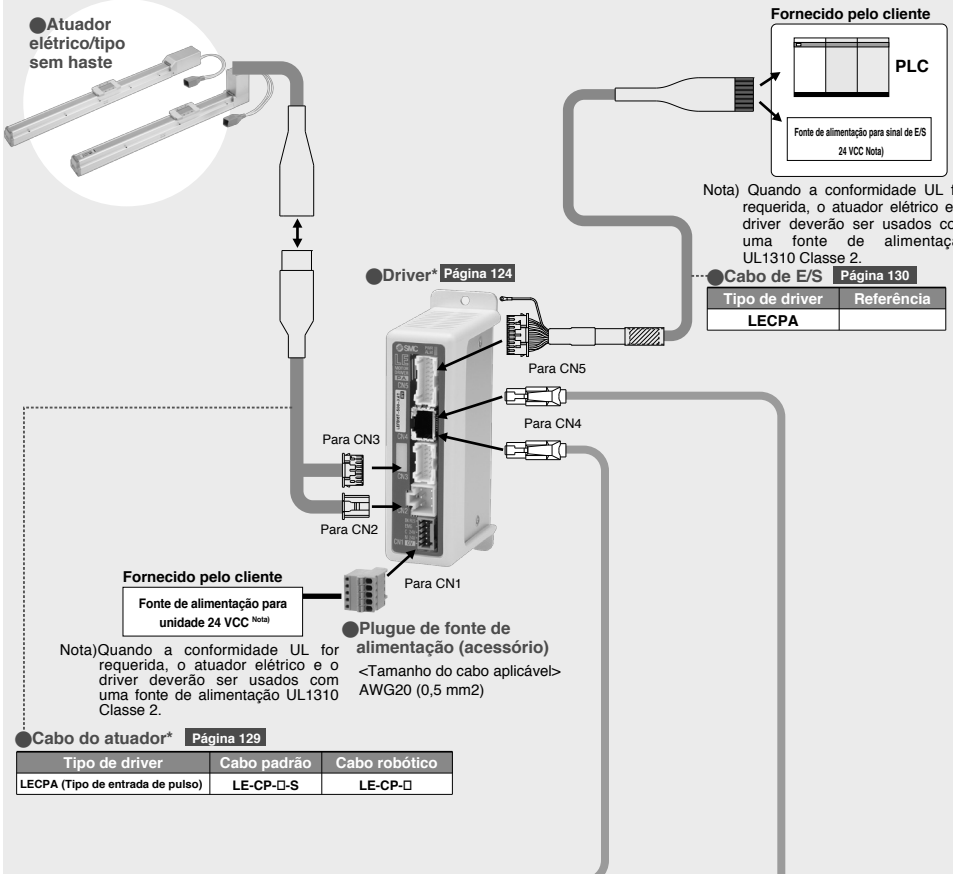 ●Atuador
elétrico/tipo
sem haste
Fornecido pelo cliente
PLC
Fonte de alimentação para sinal de E/S
24 VCC Nota)
Nota) Quando a conformidade UL f
requerida, o atuador elétrico e
driver deverão ser usados co
uma fonte de alimentaç
UL1310 Classe 2.
●Driver* Página 124
●Cabo de E/S Página 130
Tipo de driver Referência
LECPA
SMC
LE
CN5
Para CN5
Para CN4
CN4
Para CN3
Para CN2
CN1
Para CN1
Fornecido pelo cliente
Fonte de alimentação para
unidade 24 VCC Nota)
Nota)Quando a conformidade UL for
requerida, o atuador elétrico e o
driver deverão ser usados com
uma fonte de alimentação UL1310
Classe 2.
●Plugue de fonte de
alimentação (acessório)
<Tamanho do cabo aplicável>
AWG20 (0,5 mm2)
●Cabo do atuador* Página 129
Tipo de driver Cabo padrão Cabo robótico
LECPA (Tipo de entrada de pulso) LE-CP-□-S LE-CP-□